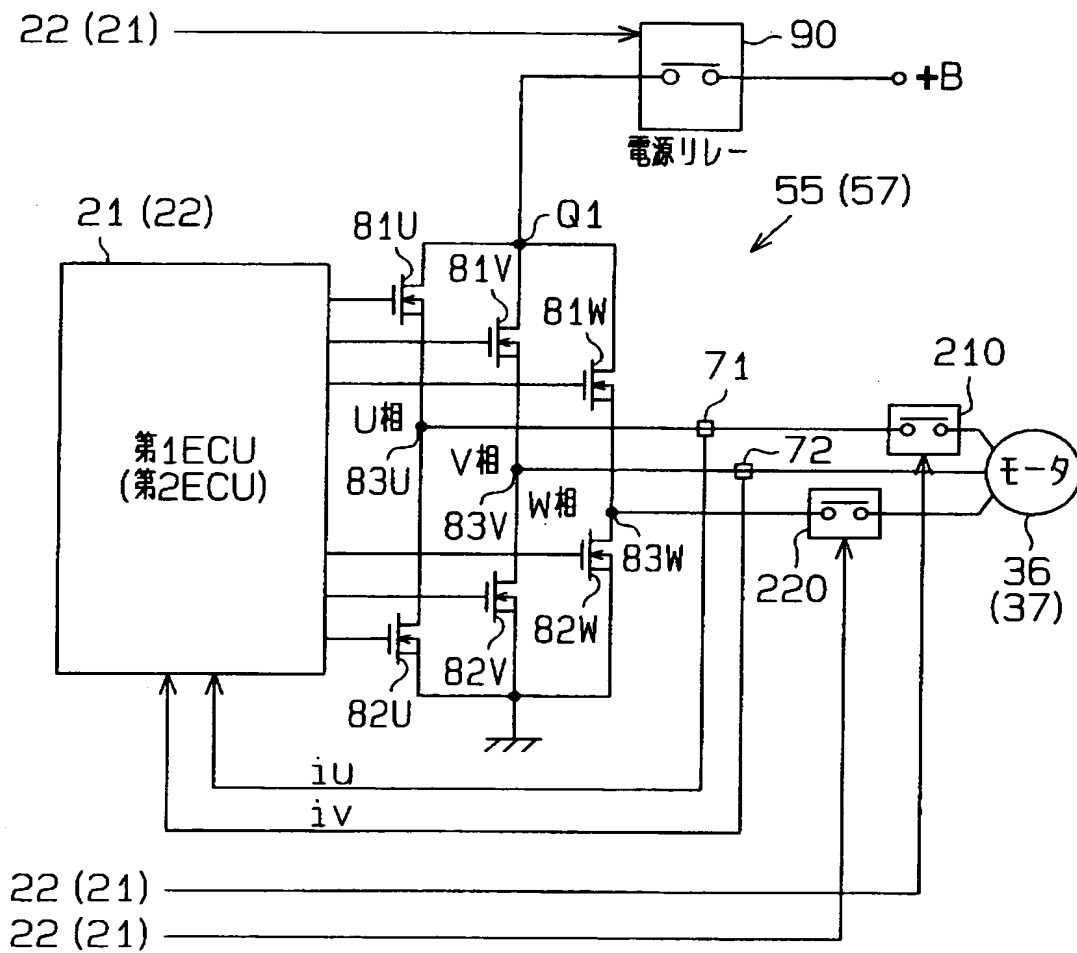 22 (21)
90
+B
電源リレー
55 (57)
21 (22)
Q1
81U
81V
81W
71
210
第1ECU
(第2ECU)
U相
83U
V相
83V
W相
83W
72
モータ
36
(37)
220
82W
82V
82U
iu
iv
22 (21)
22 (21)